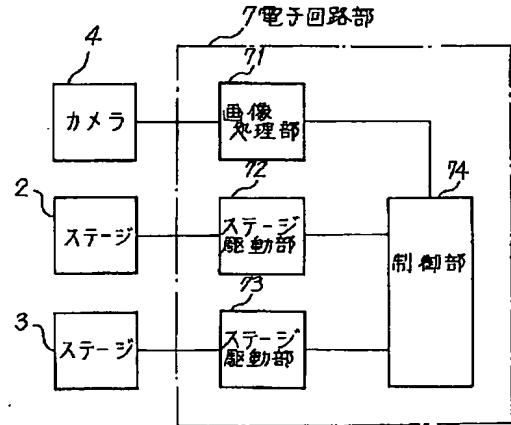 7 電子回路部
4
71
カメラ
画像
処理部
2
72
74
ステージ
ステージ
駆動部
制御部
3
73
ステージ
ステージ
駆動部